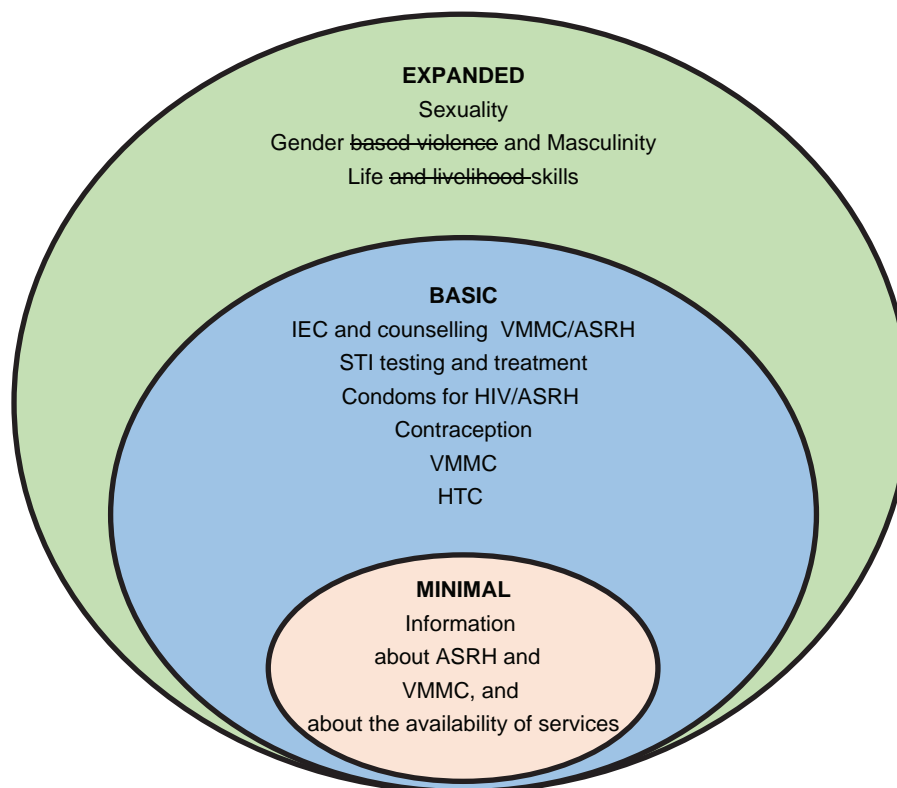 EXPANDED
Sexuality
Gender based violence and Masculinity
Life and livelihood skills
BASIC
IEC and counselling VMMC/ASRH
STI testing and treatment
Condoms for HIV/ASRH
Contraception
VMMC
HTC
MINIMAL
Information
about ASRH and
VMMC, and
about the availability of services